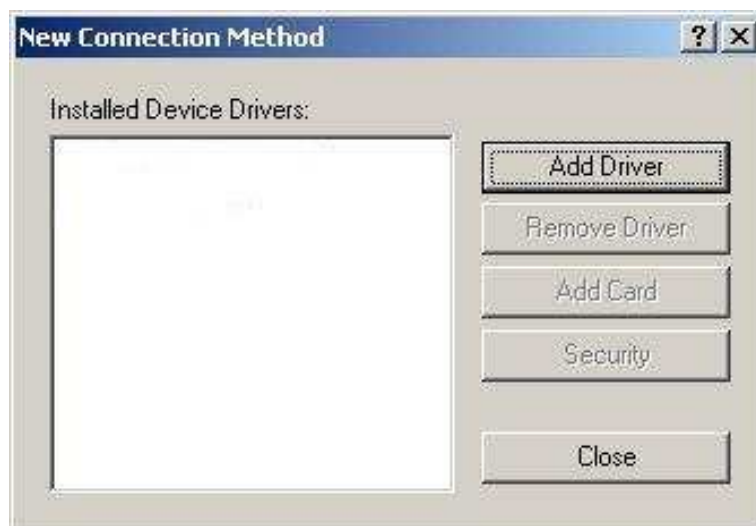 New Connection Method
Installed Device Drivers:
Add Driver
Remove Driver
Add Card
Security
Close